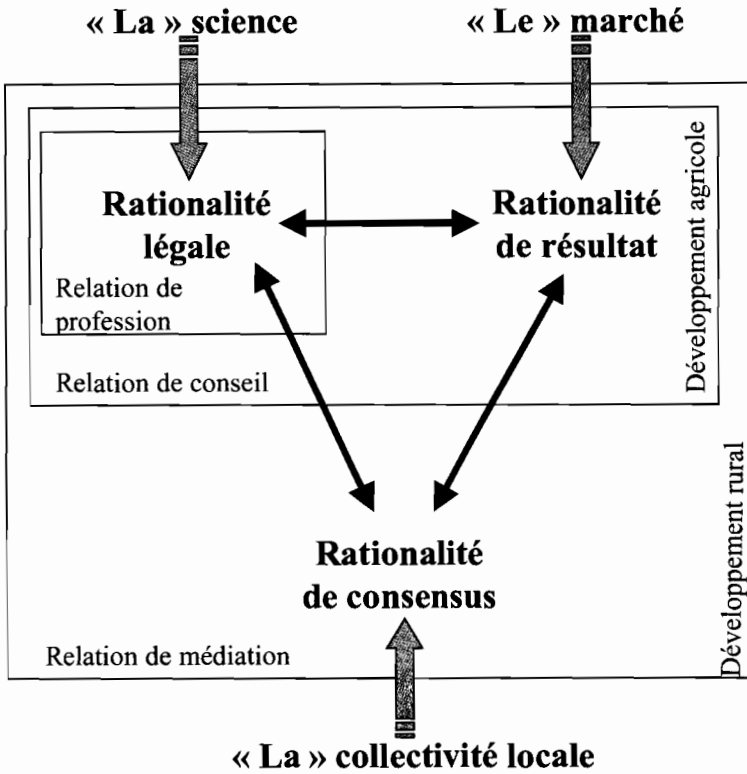 « La » science
« Le » marché
Rationalité
légale
Rationalité
de résultat
Relation de
profession
Relation de conseil
Développement agricole
Rationalité
de consensus
Relation de médiation
Développement rural
« La » collectivité locale